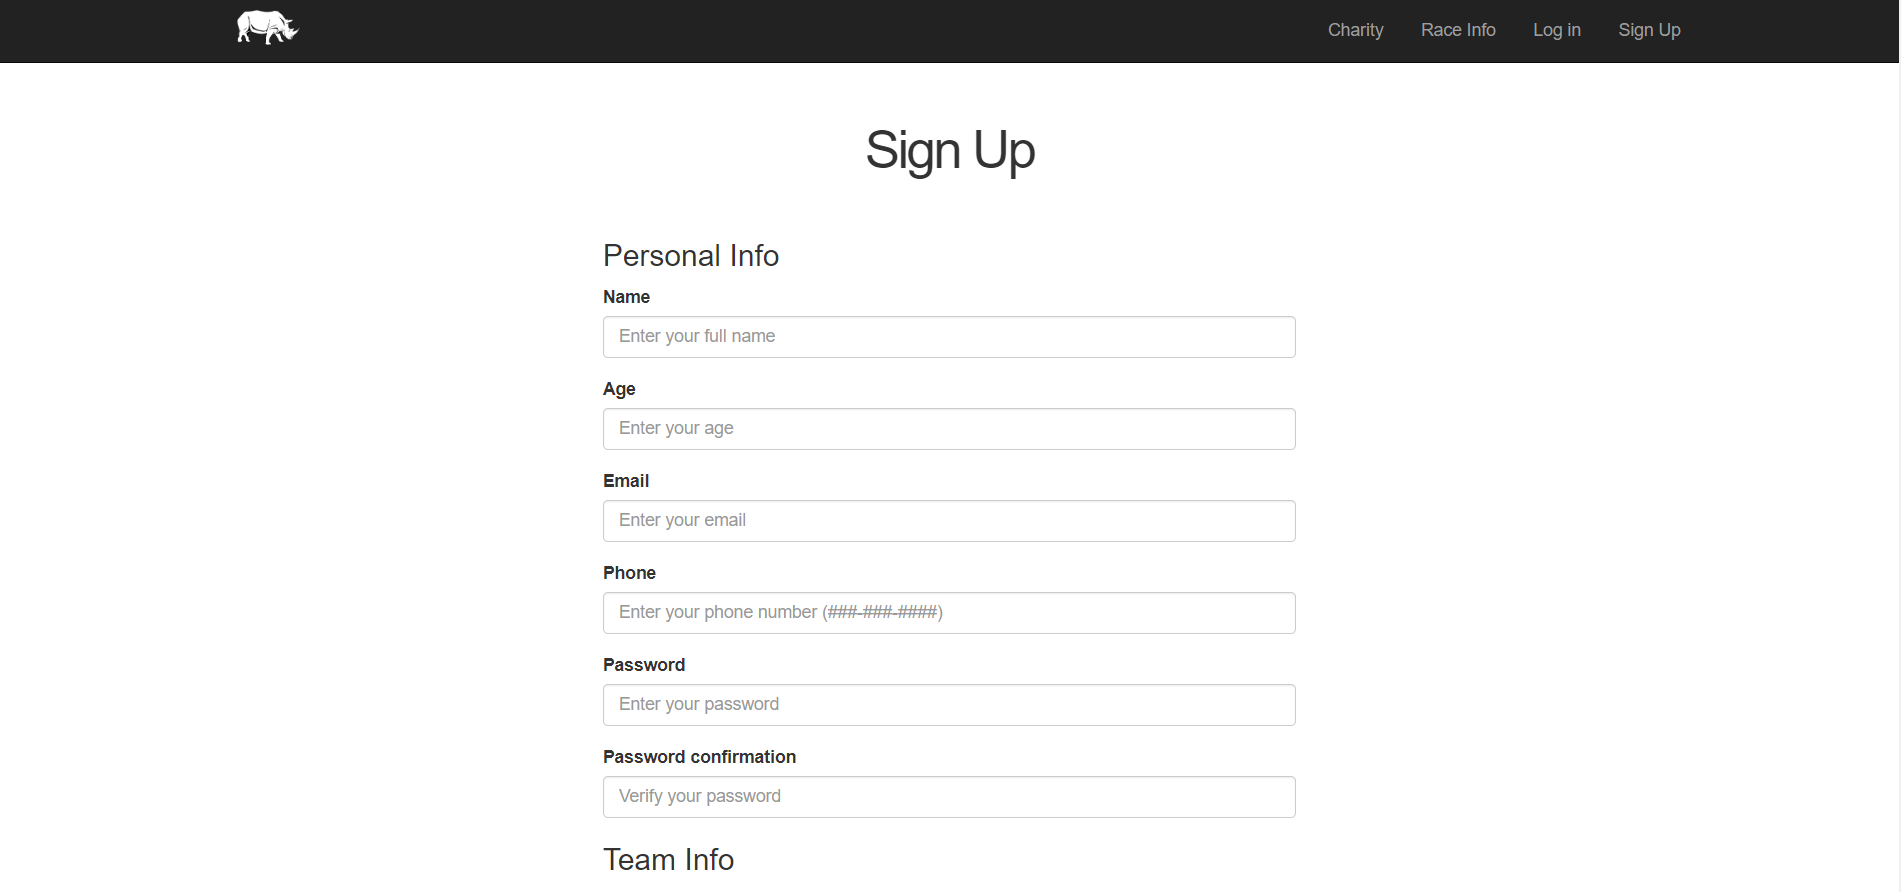 Charity Race Info Log in Sign Up
Sign Up
Personal Info
Name
Enter your full name
Age
Enter your age
Email
Enter your email
Phone
Enter your phone number (###-###-####)
Password
Enter your password
Password confirmation
Verify your password
Team Info